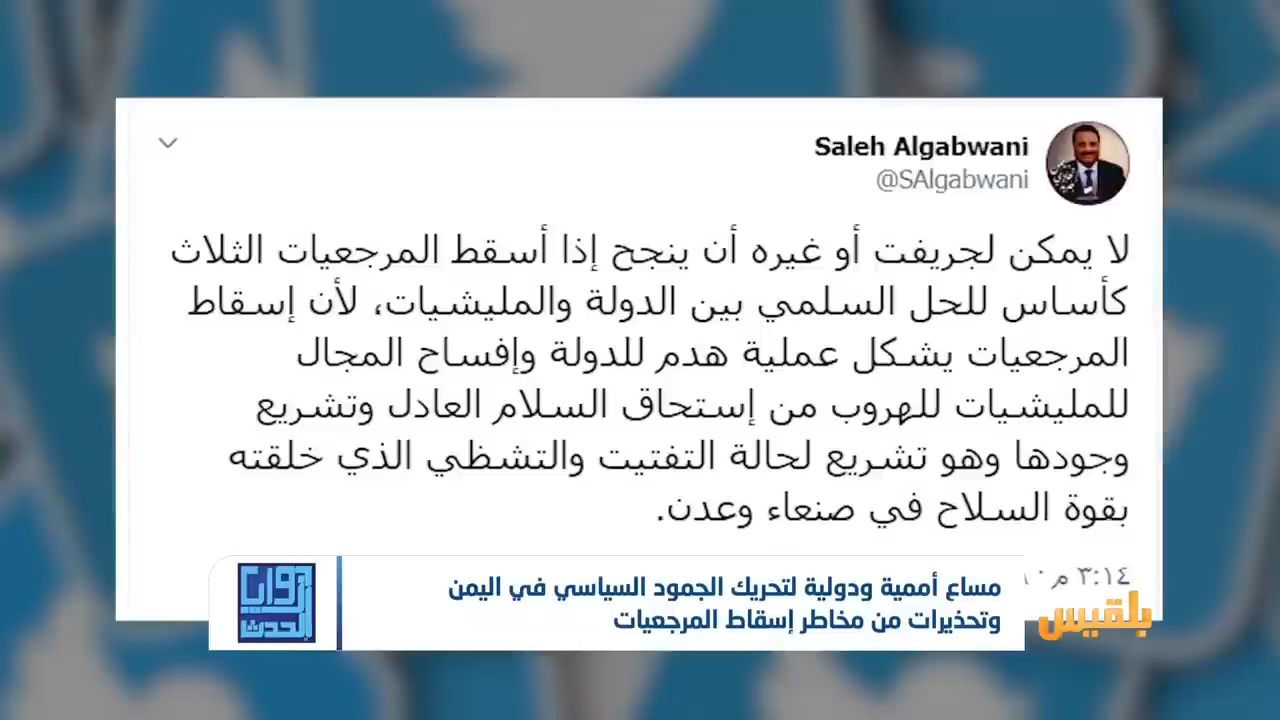 Saleh Algabwani
@SAlgabwani
لا يمكن لجريفت أو غيره أن ينجح إذا أسقط المرجعيات الثلاث
كأساس للحل السلمي بين الدولة والمليشيات، لأن إسقاط
المرجعيات يشكل عملية هدم للدولة وإفساح المجال
للمليشيات للهروب من إستحاق السلام العادل وتشريع
وجودها وهو تشريع لحالة التفتيت والتشظي الذي خلقته
بقوة السلاح في صنعاء وعدن.
٣:١٤ م
مساع أممية ودولية لتحريك الجمود السياسي في اليمن
وتحذيرات من مخاطر إسقاط المرجعيات
زوايا
الحدث
بلقيس